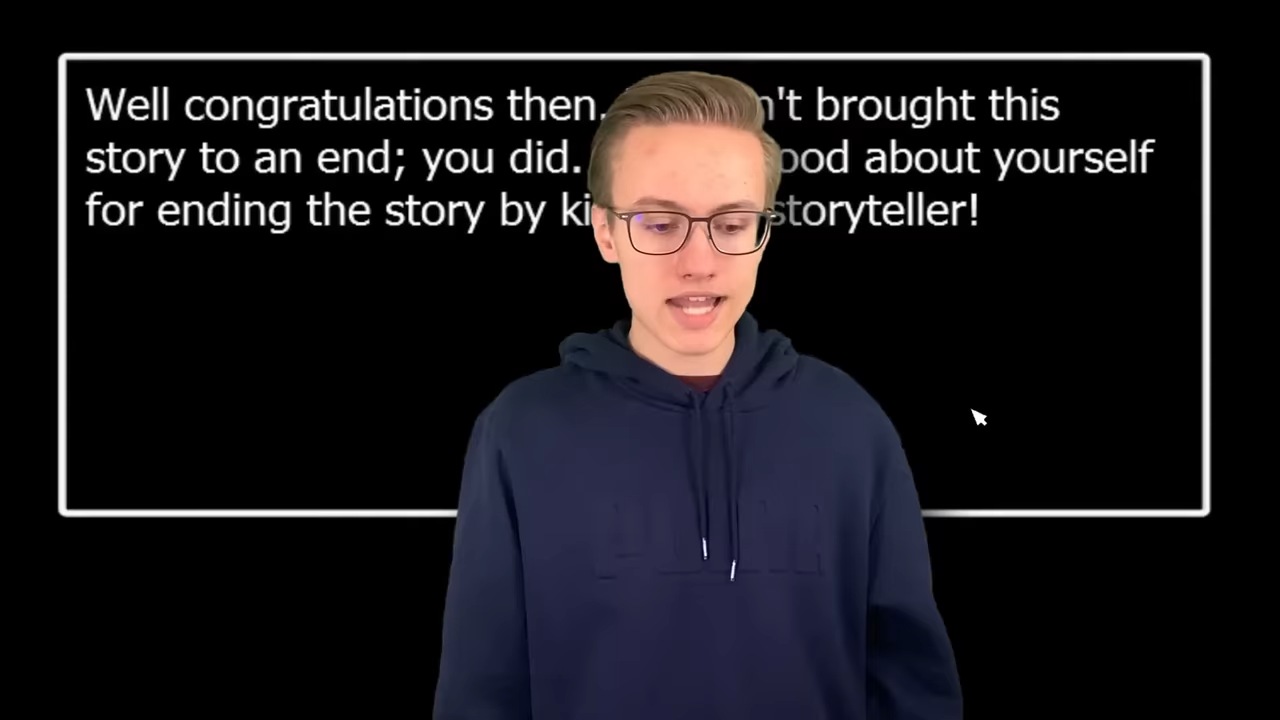 Well congratulations then. n't brought this
story to an end; you did. ood about yourself
for ending the story by ki storyteller!